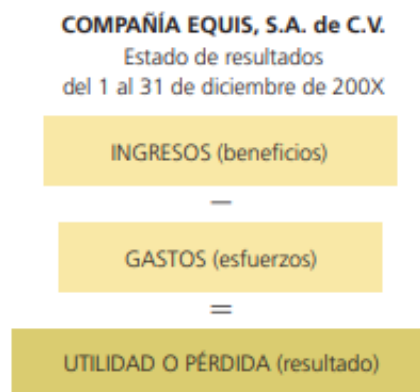 COMPAÑÍA EQUIS, S.A. de C.V.
Estado de resultados
del 1 al 31 de diciembre de 200X
INGRESOS (beneficios)
−
GASTOS (esfuerzos)
=
UTILIDAD O PÉRDIDA (resultado)